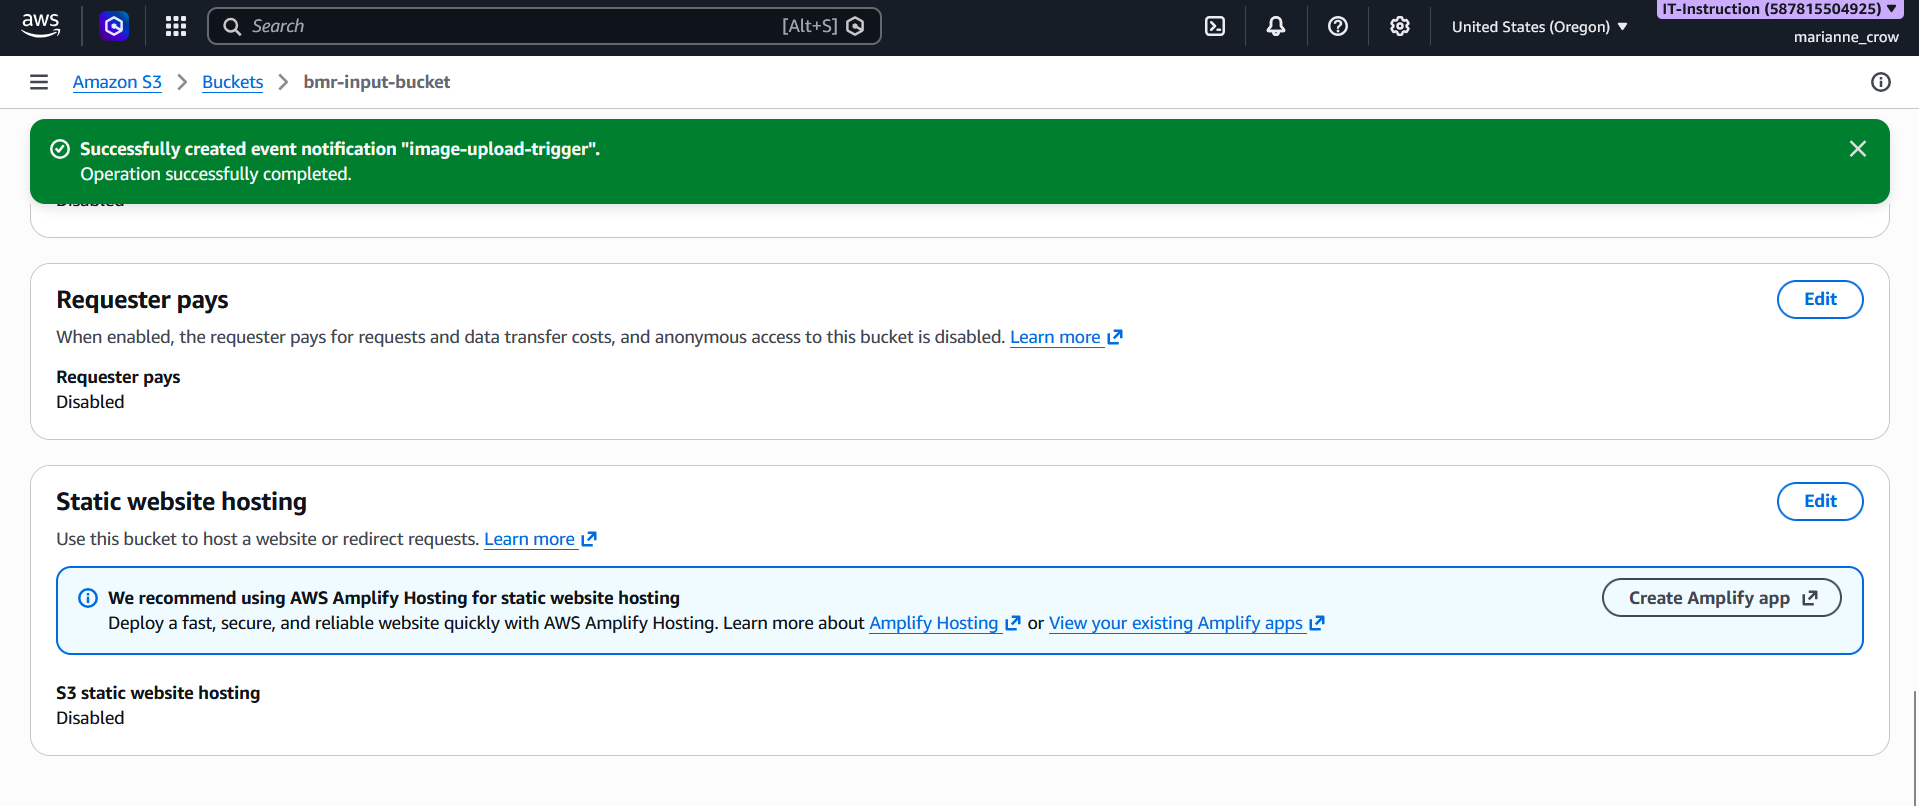 aws
Search [Alt+S]
United States (Oregon)
IT-Instruction (587815504925)
marianne_crow
Amazon S3 Buckets bmr-input-bucket
Successfully created event notification "image-upload-trigger".
Operation successfully completed.
Disabled
Requester pays
Edit
When enabled, the requester pays for requests and data transfer costs, and anonymous access to this bucket is disabled. Learn more
Requester pays
Disabled
Static website hosting
Edit
Use this bucket to host a website or redirect requests. Learn more
We recommend using AWS Amplify Hosting for static website hosting
Create Amplify app
Deploy a fast, secure, and reliable website quickly with AWS Amplify Hosting. Learn more about Amplify Hosting or View your existing Amplify apps
S3 static website hosting
Disabled